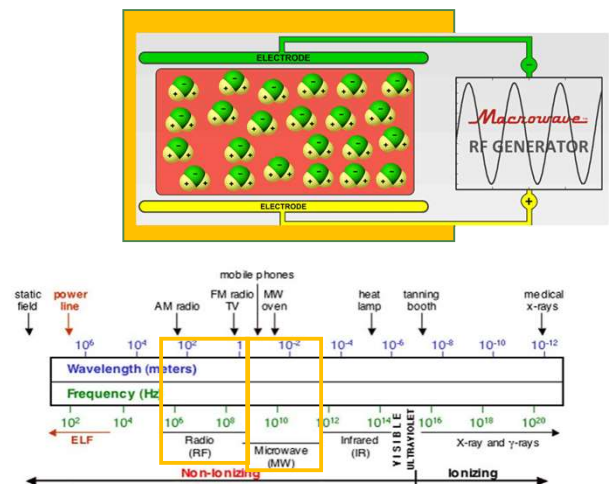 ELECTRODE
−
Macrowave™
RF GENERATOR
ELECTRODE
+
mobile phones
static field
power line
AM radio
FM radio TV
MW oven
heat lamp
tanning booth
medical x-rays
10⁶ 10² 1 10⁻² 10⁻⁴ 10⁻⁶ 10⁻⁸ 10⁻¹⁰ 10⁻¹²
Wavelength (meters)
Frequency (Hz)
10² 10⁴ 10⁶ 10⁸ 10¹⁰ 10¹² 10¹⁴ 10¹⁶ 10¹⁸ 10²⁰
ELF
Radio (RF)
Microwave (MW)
Infrared (IR)
VISIBLE
ULTRAVIOLET
X-ray and γ-rays
Non-Ionizing
Ionizing